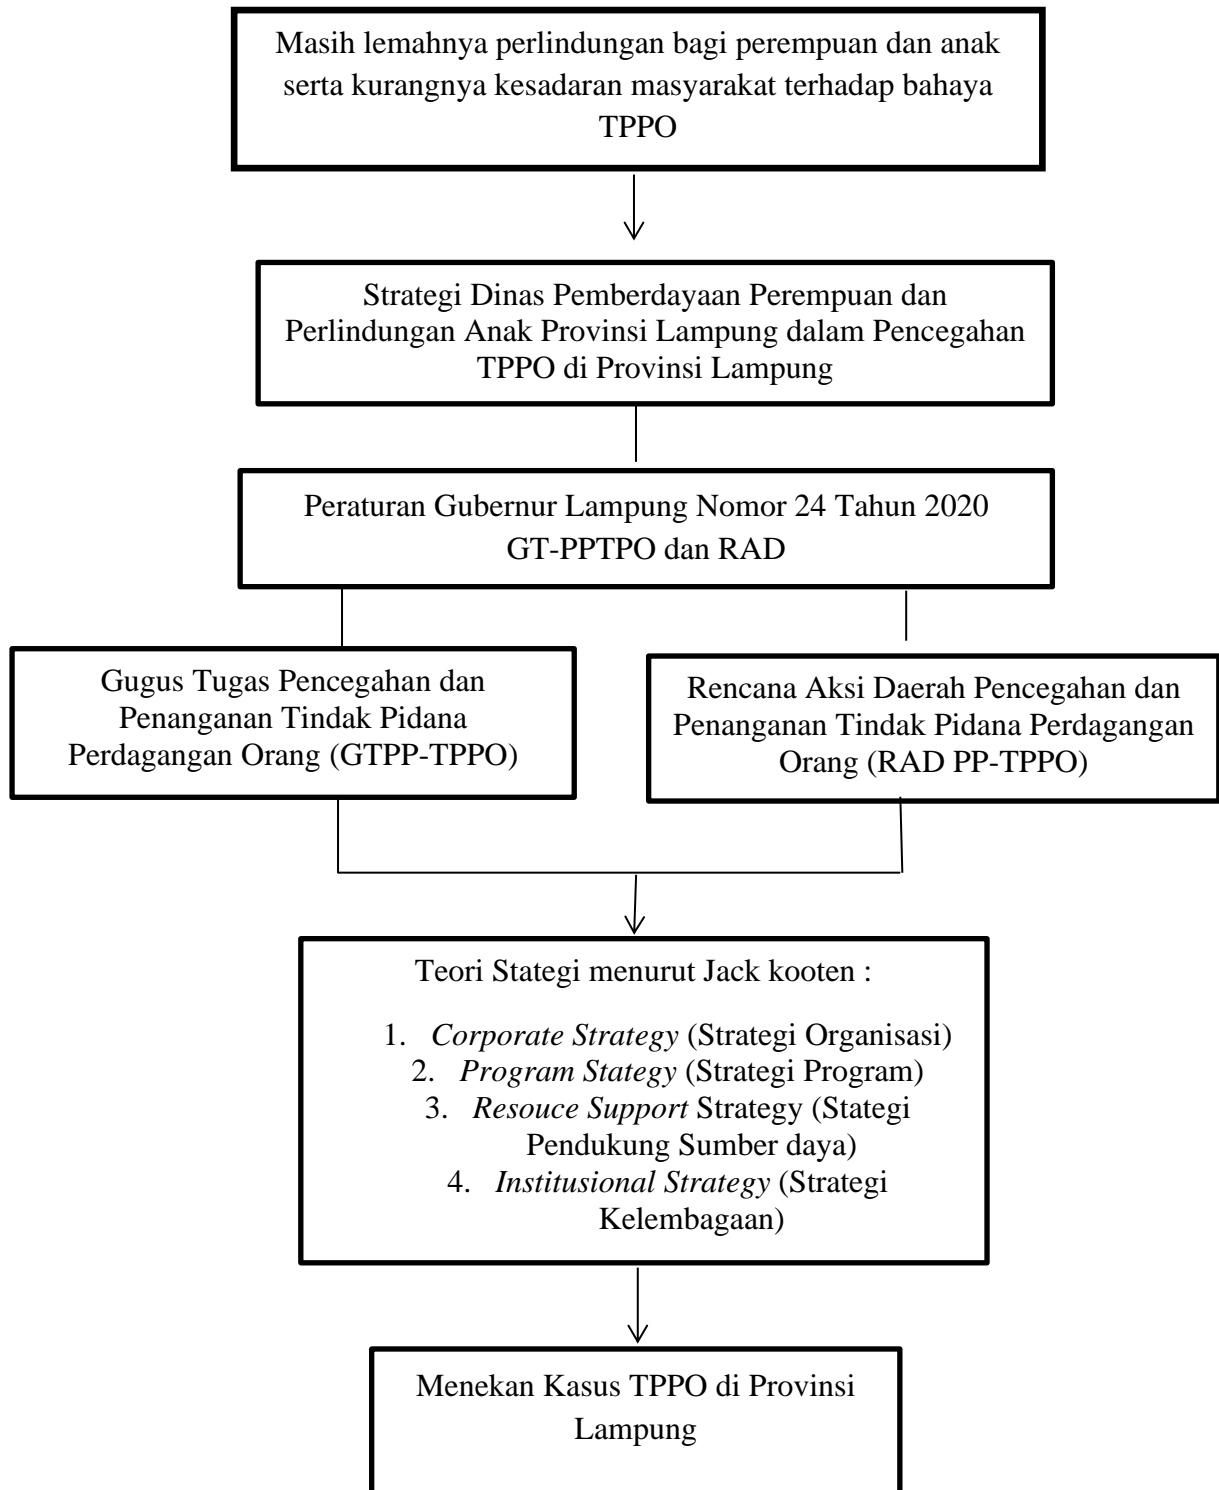 Masih lemahnya perlindungan bagi perempuan dan anak
serta kurangnya kesadaran masyarakat terhadap bahaya
TPPO
Strategi Dinas Pemberdayaan Perempuan dan
Perlindungan Anak Provinsi Lampung dalam Pencegahan
TPPO di Provinsi Lampung
Peraturan Gubernur Lampung Nomor 24 Tahun 2020
GT-PPTPO dan RAD
Gugus Tugas Pencegahan dan
Penanganan Tindak Pidana
Perdagangan Orang (GTPP-TPPO)
Rencana Aksi Daerah Pencegahan dan
Penanganan Tindak Pidana Perdagangan
Orang (RAD PP-TPPO)
Teori Stategi menurut Jack kooten :
1. Corporate Strategy (Strategi Organisasi)
2. Program Stategy (Strategi Program)
3. Resouce Support Strategy (Stategi
Pendukung Sumber daya)
4. Institusional Strategy (Strategi
Kelembagaan)
Menekan Kasus TPPO di Provinsi
Lampung